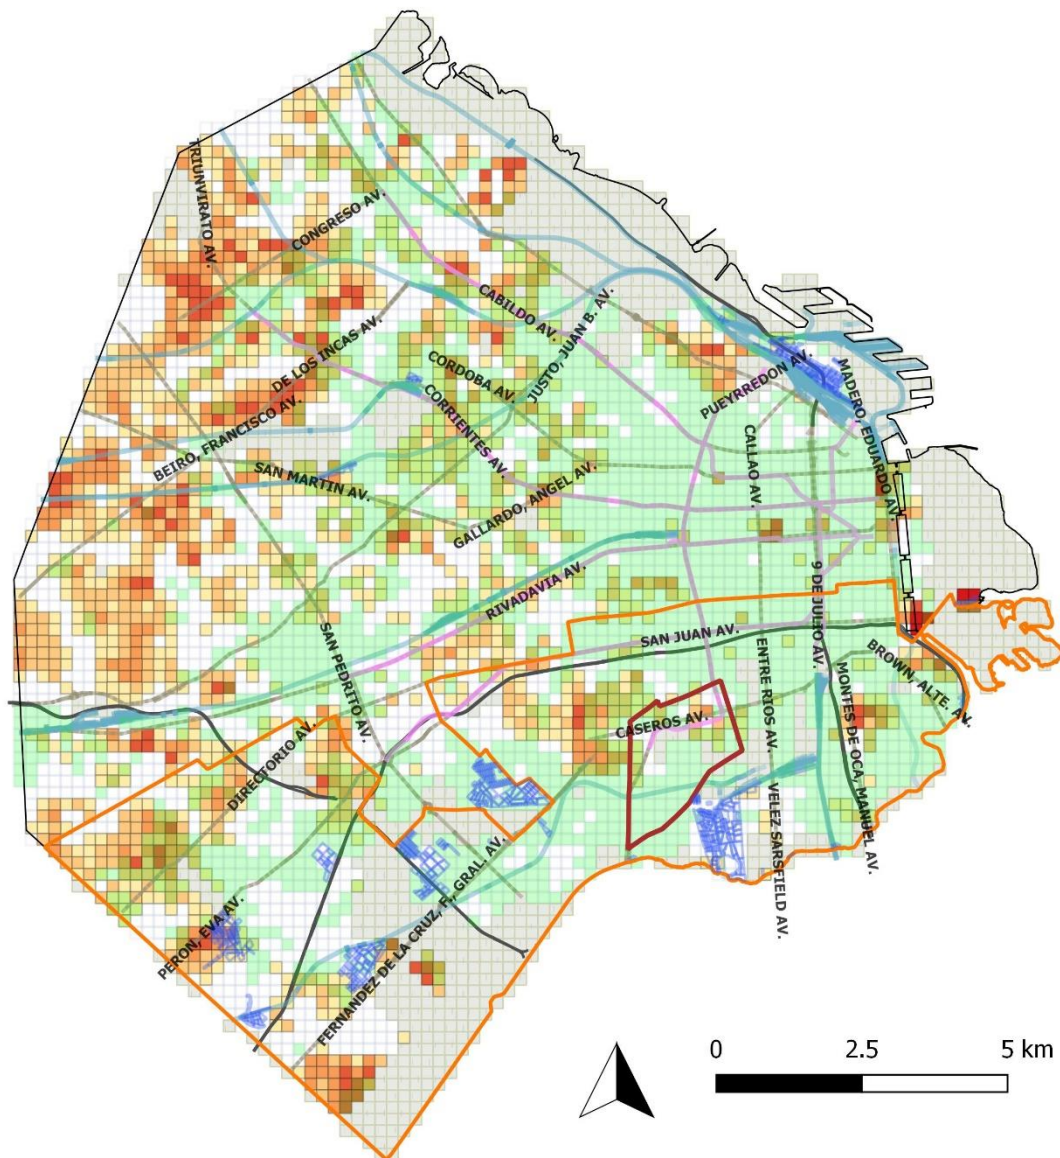 TRIUNVIRATO AV.
CONGRESO AV.
CABILDO AV.
JUSTO, JUAN B. AV.
DE LOS INCAS AV.
CORDOBA AV.
PUEYRREDON AV.
MADERO, EDUARDO AV.
BEIRO, FRANCISCO AV.
CORRIENTES AV.
CALLAO AV.
SAN MARTIN AV.
GALLARDO, ANGEL AV.
RIVADAVIA AV.
9 DE JULIO AV.
SAN PEDRITO AV.
SAN JUAN AV.
ENTRE RIOS AV.
BROWN, ALTE. AV.
CASEROS AV.
MONTES DE OCA, MANUEL AV.
DIRECTORIO AV.
VELEZ SARSFIELD AV.
PERON, EVA AV.
FERNANDEZ DE LA CRUZ, F., GRAL. AV.
0 2.5 5 km